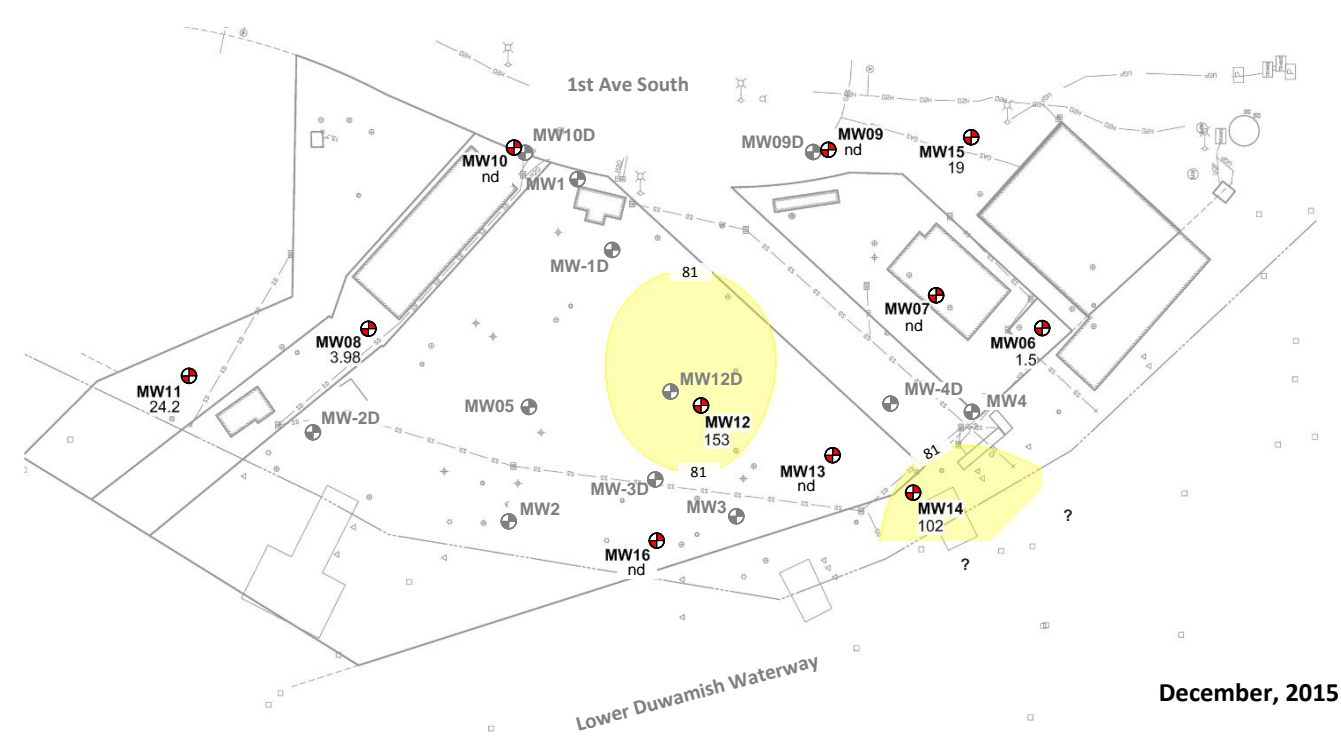 1st Ave South
MW10D
MW10
nd
MW1
MW09D
MW09
nd
MW15
19
MW-1D
81
MW07
nd
MW08
3.98
MW06
1.5
MW11
24.2
MW12D
MW-4D
MW4
MW05
MW12
153
MW-2D
81
81
MW13
nd
MW-3D
MW2
MW3
MW14
102
?
MW16
nd
?
Lower Duwamish Waterway
December, 2015